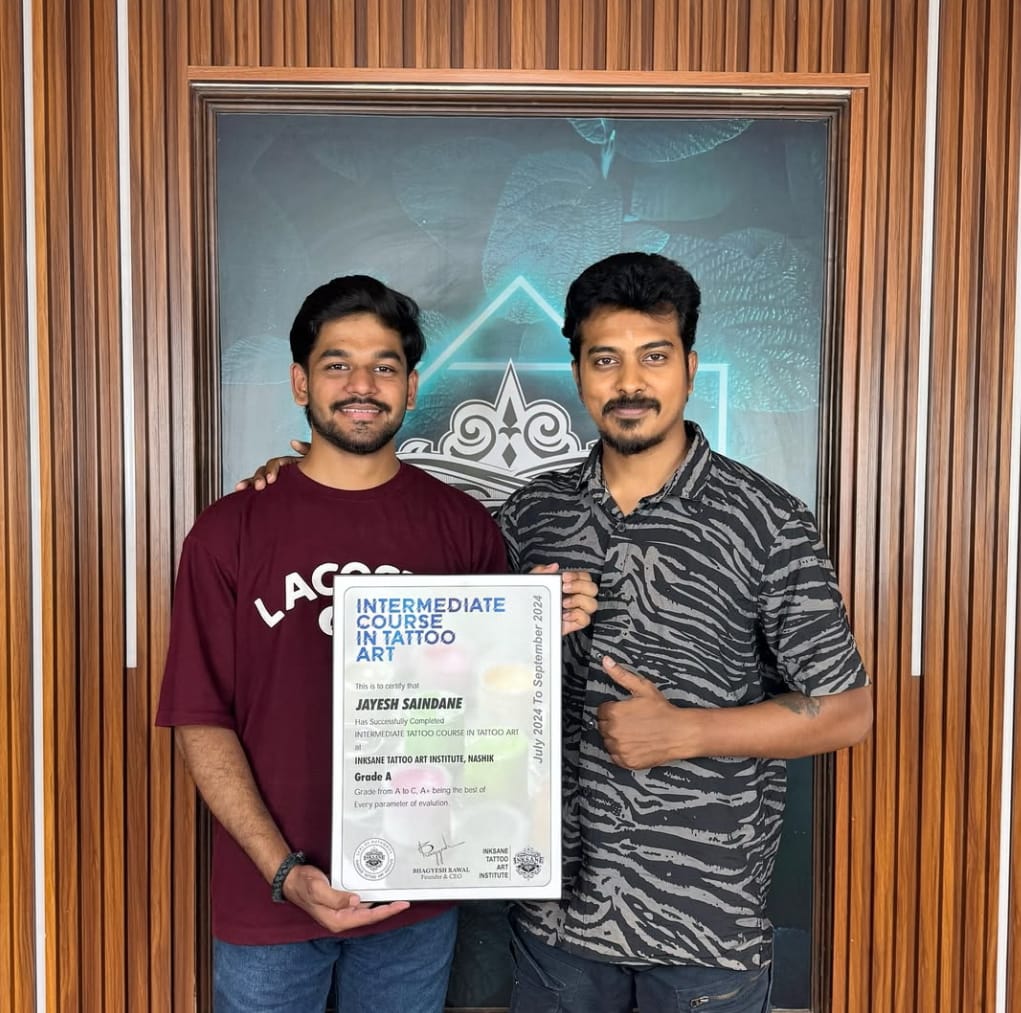 LACOS
INTERMEDIATE
COURSE
IN TATTOO
ART
July 2024 To September 2024
This is to certify that
JAYESH SAINDANE
Has Successfully Completed
INTERMEDIATE TATTOO COURSE IN TATTOO ART
at
INKSANE TATTOO ART INSTITUTE, NASHIK
Grade A
Grade from A to C, A+ being the best of
Every parameter of evalution.
INKSANE
BHAGYESH RAWAL
Founder & CEO
INKSANE
TATTOO
ART
INSTITUTE
INKSANE